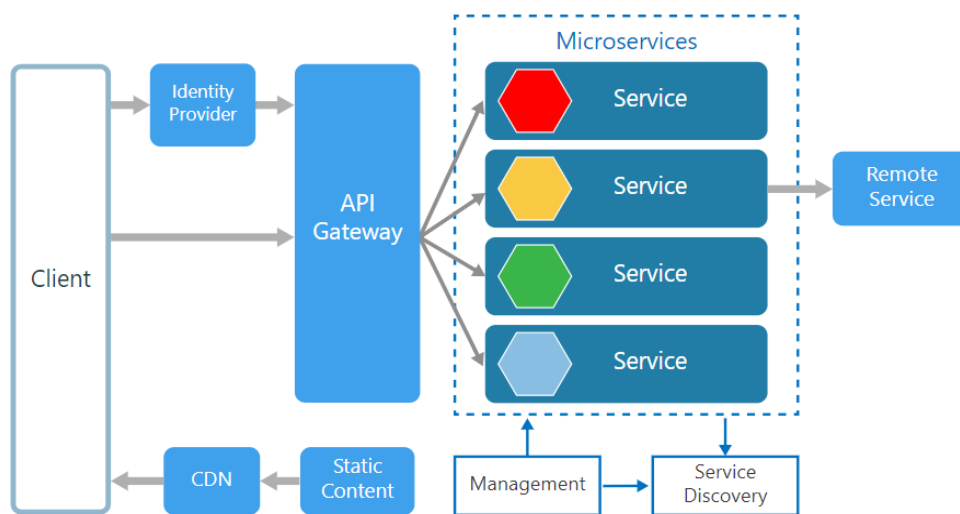 Microservices
Client
Identity
Provider
API
Gateway
Service
Service
Service
Service
Remote
Service
CDN
Static
Content
Management
Service
Discovery